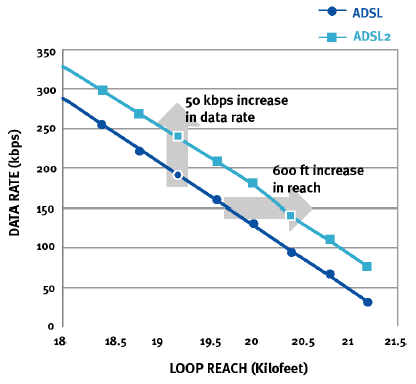 ADSL
ADSL2
350
300
250
200
150
100
50
0
DATA RATE (kbps)
50 kbps increase
in data rate
600 ft increase
in reach
18
18.5
19
19.5
20
20.5
21
21.5
LOOP REACH (Kilofeet)